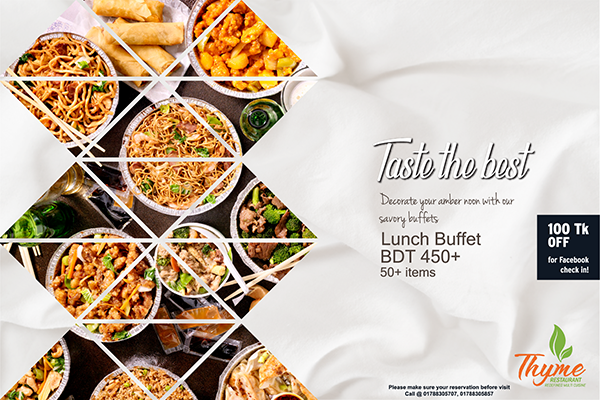 Taste the best
Decorate your amber noon with our
savory buffets
Lunch Buffet
BDT 450+
50+ items
100 Tk
OFF
for Facebook
check in!
Thyme
RESTAURANT
Please make sure your reservation before visit
Call @ 01788305707, 01788305857